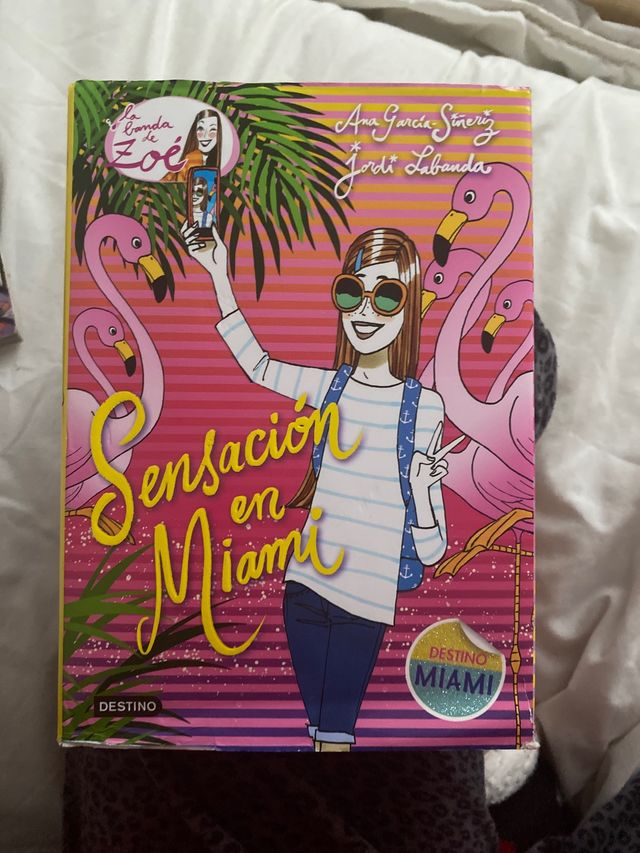 la
banda
de
Zoé
Ana García-Siñeriz
Jordi Labanda
Sensación
en
Miami
DESTINO
MIAMI
DESTINO